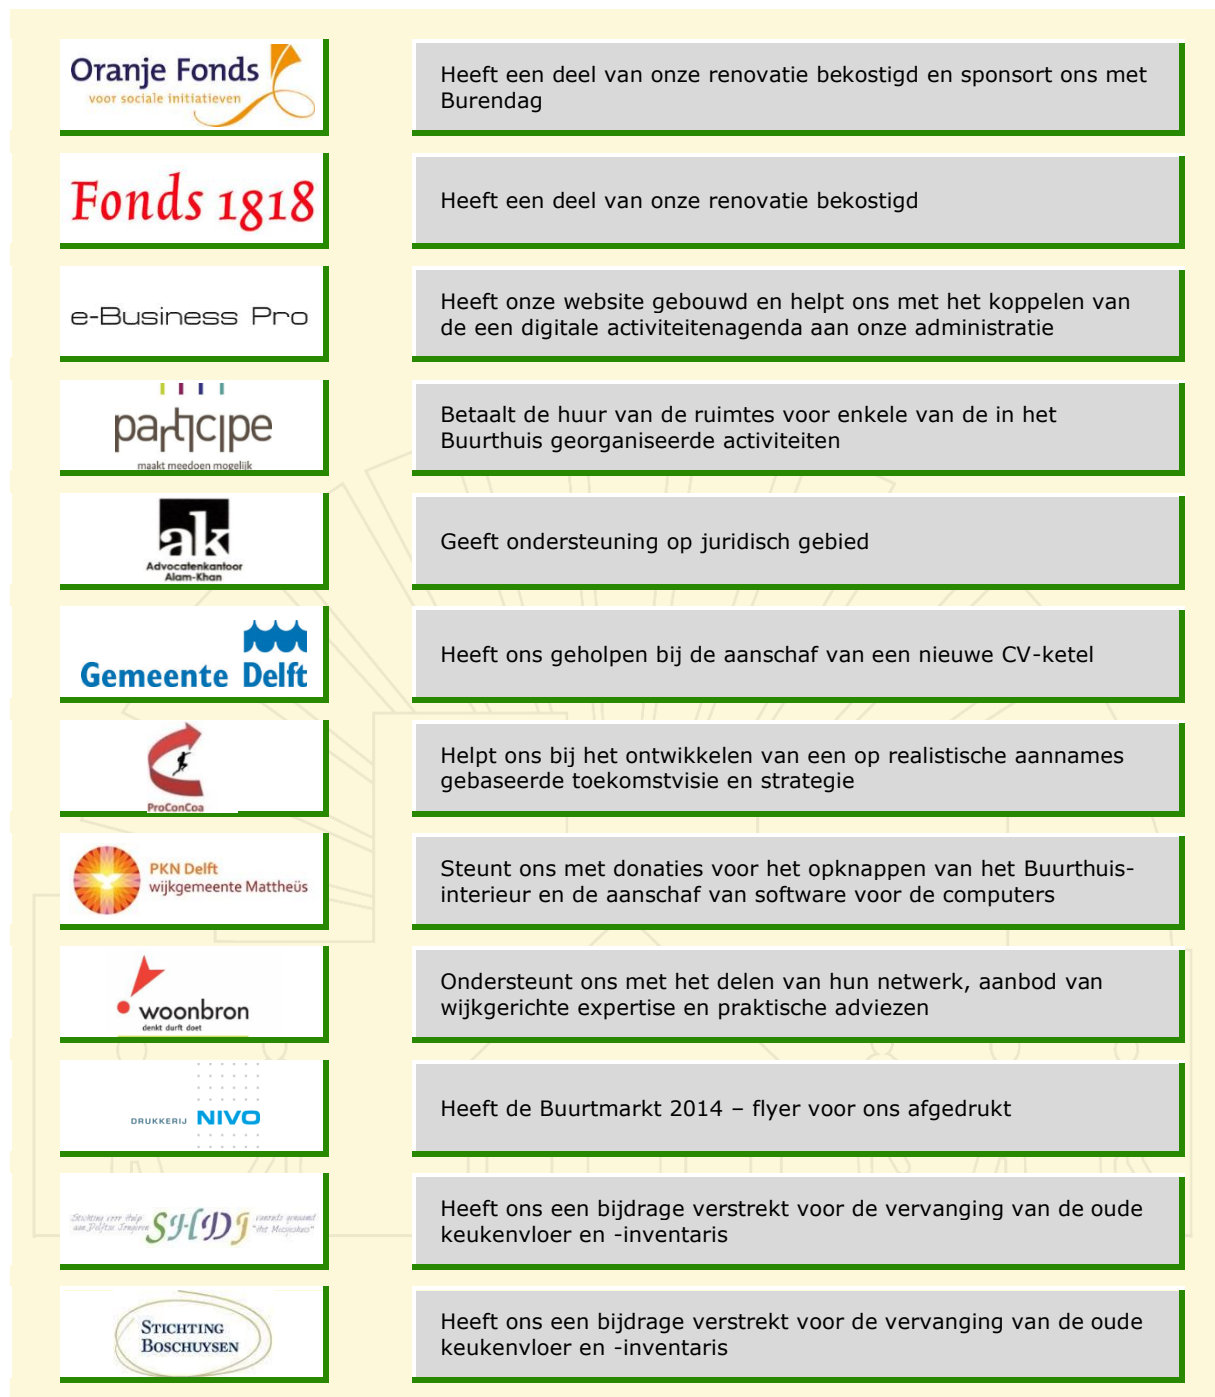 Oranje Fonds
voor sociale initiatieven
Heeft een deel van onze renovatie bekostigd en sponsort ons met
Burendag
Fonds 1818
Heeft een deel van onze renovatie bekostigd
e-Business Pro
Heeft onze website gebouwd en helpt ons met het koppelen van
de een digitale activiteitenagenda aan onze administratie
participe
maakt meedoen mogelijk
Betaalt de huur van de ruimtes voor enkele van de in het
Buurthuis georganiseerde activiteiten
ak
Advocatenkantoor
Alam-Khan
Geeft ondersteuning op juridisch gebied
Gemeente Delft
Heeft ons geholpen bij de aanschaf van een nieuwe CV-ketel
ProConCoa
Helpt ons bij het ontwikkelen van een op realistische aannames
gebaseerde toekomstvisie en strategie
PKN Delft
wijkgemeente Mattheüs
Steunt ons met donaties voor het opknappen van het Buurthuis-
interieur en de aanschaf van software voor de computers
woonbron
denkt durft doet
Ondersteunt ons met het delen van hun netwerk, aanbod van
wijkgerichte expertise en praktische adviezen
DRUKKERIJ NIVO
Heeft de Buurtmarkt 2014 – flyer voor ons afgedrukt
Stichting voor Hulp
aan Delftse Jongeren
SHDJ
Heeft ons een bijdrage verstrekt voor de vervanging van de oude
keukenvloer en -inventaris
STICHTING
BOSCHUYSEN
Heeft ons een bijdrage verstrekt voor de vervanging van de oude
keukenvloer en -inventaris